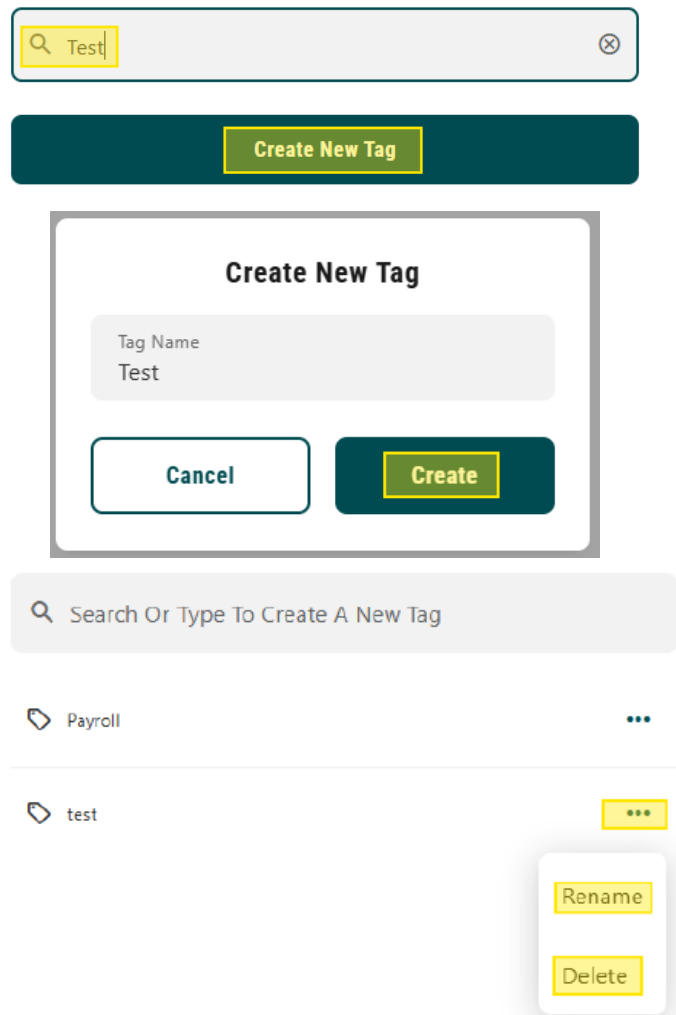 Test
Create New Tag
Create New Tag
Tag Name
Test
Cancel
Create
Search Or Type To Create A New Tag
Payroll
test
Rename
Delete